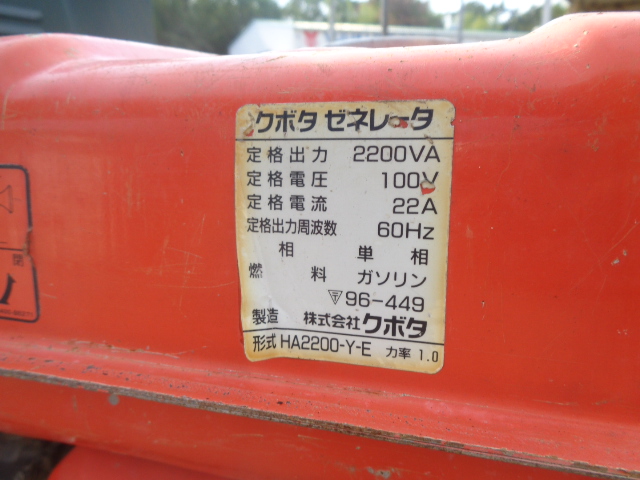 クボタ ゼネレータ
定格出力 2200VA
定格電圧 100V
定格電流 22A
定格出力周波数 60Hz
相 単相
燃料 ガソリン
96-449
製造 株式会社クボタ
形式 HA2200-Y-E 力率 1.0